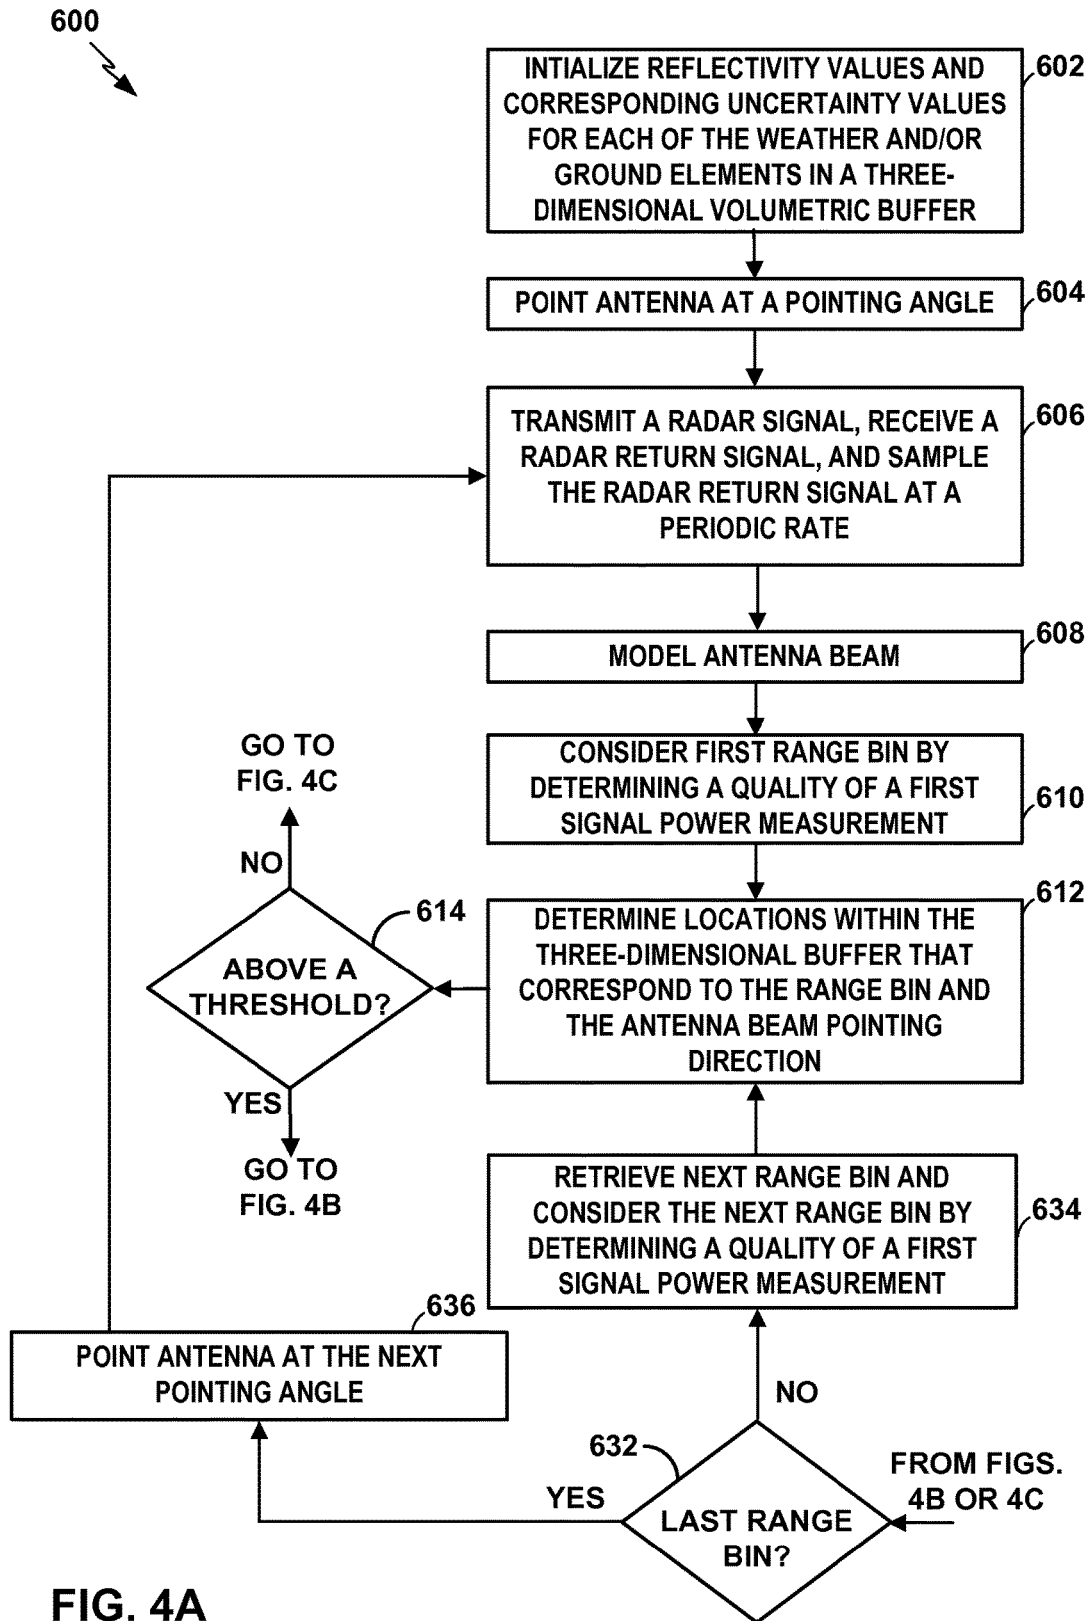 600
INTIALIZE REFLECTIVITY VALUES AND
CORRESPONDING UNCERTAINTY VALUES
FOR EACH OF THE WEATHER AND/OR
GROUND ELEMENTS IN A THREE-
DIMENSIONAL VOLUMETRIC BUFFER
602
POINT ANTENNA AT A POINTING ANGLE
604
TRANSMIT A RADAR SIGNAL, RECEIVE A
RADAR RETURN SIGNAL, AND SAMPLE
THE RADAR RETURN SIGNAL AT A
PERIODIC RATE
606
MODEL ANTENNA BEAM
608
CONSIDER FIRST RANGE BIN BY
DETERMINING A QUALITY OF A FIRST
SIGNAL POWER MEASUREMENT
610
DETERMINE LOCATIONS WITHIN THE
THREE-DIMENSIONAL BUFFER THAT
CORRESPOND TO THE RANGE BIN AND
THE ANTENNA BEAM POINTING
DIRECTION
612
GO TO
FIG. 4C
NO
614
ABOVE A
THRESHOLD?
YES
GO TO
FIG. 4B
RETRIEVE NEXT RANGE BIN AND
CONSIDER THE NEXT RANGE BIN BY
DETERMINING A QUALITY OF A FIRST
SIGNAL POWER MEASUREMENT
634
636
POINT ANTENNA AT THE NEXT
POINTING ANGLE
NO
632
YES
LAST RANGE
BIN?
FROM FIGS.
4B OR 4C
FIG. 4A